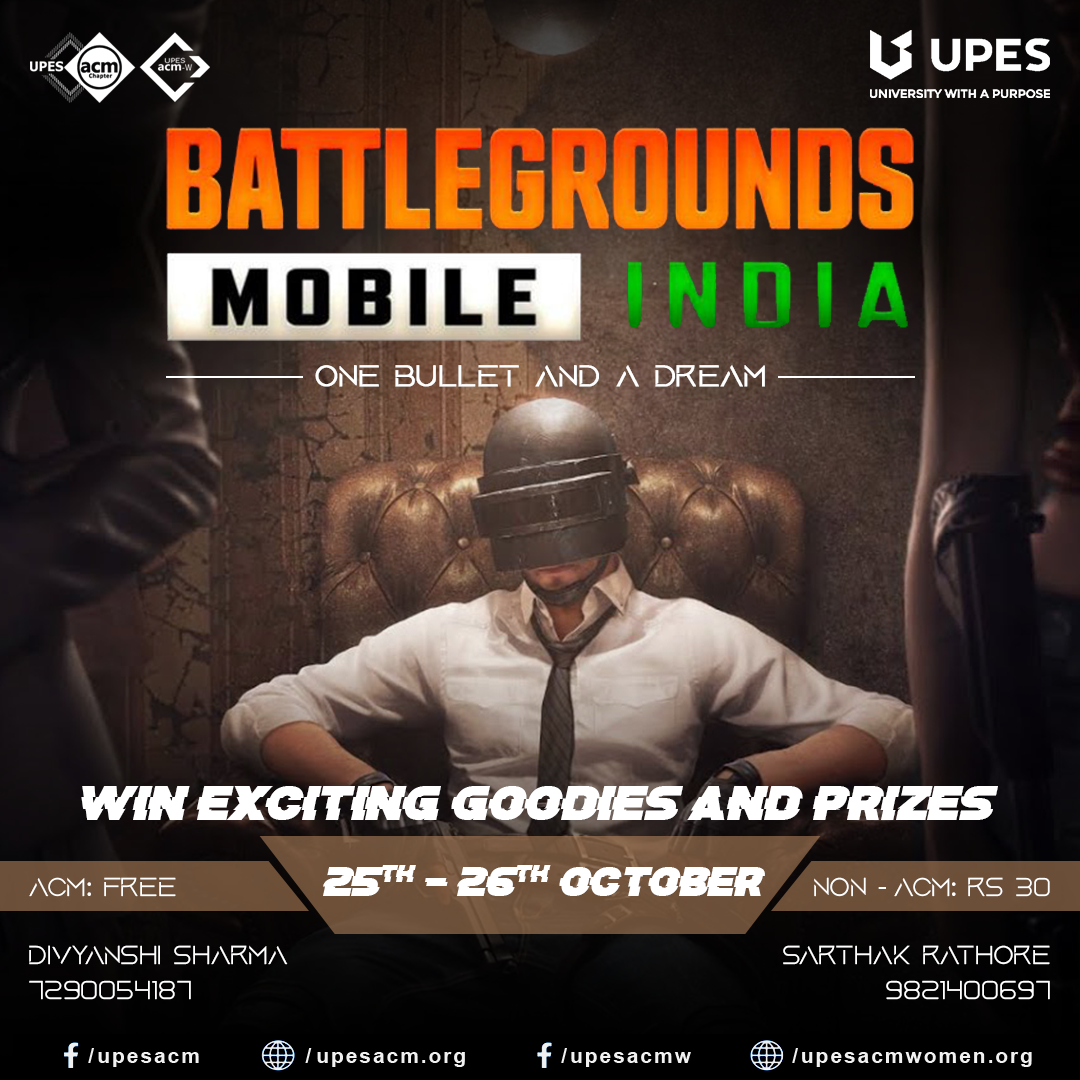 UPES acm Chapter
UPES acm-W
UPES
UNIVERSITY WITH A PURPOSE
BATTLEGROUNDS
MOBILE INDIA
ONE BULLET AND A DREAM
WIN EXCITING GOODIES AND PRIZES
25TH - 26TH OCTOBER
ACM: FREE
NON - ACM: RS 30
DIVYANSHI SHARMA
7290054187
SARTHAK RATHORE
9821400697
/upesacm
/upesacm.org
/upesacmw
/upesacmwomen.org